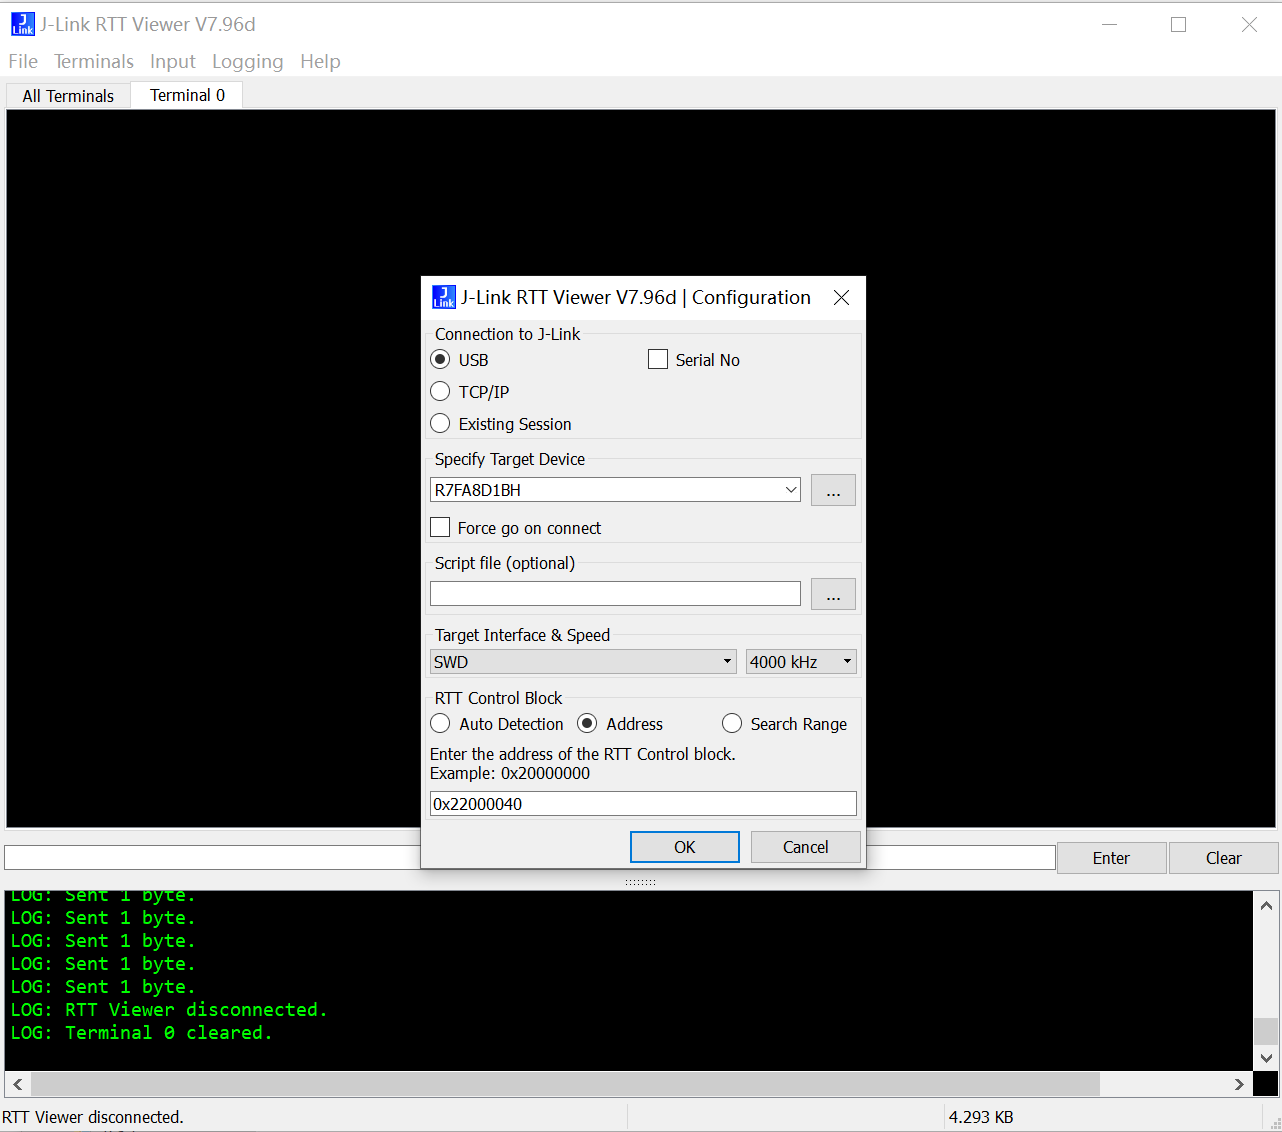 J-Link RTT Viewer V7.96d
File Terminals Input Logging Help
All Terminals Terminal 0
J-Link RTT Viewer V7.96d | Configuration
Connection to J-Link
USB Serial No
TCP/IP
Existing Session
Specify Target Device
R7FA8D1BH ...
Force go on connect
Script file (optional)
...
Target Interface & Speed
SWD 4000 kHz
RTT Control Block
Auto Detection Address Search Range
Enter the address of the RTT Control block.
Example: 0x20000000
0x22000040
OK Cancel
Enter Clear
LOG: Sent 1 byte.
LOG: Sent 1 byte.
LOG: Sent 1 byte.
LOG: Sent 1 byte.
LOG: Sent 1 byte.
LOG: RTT Viewer disconnected.
LOG: Terminal 0 cleared.
RTT Viewer disconnected. 4.293 KB